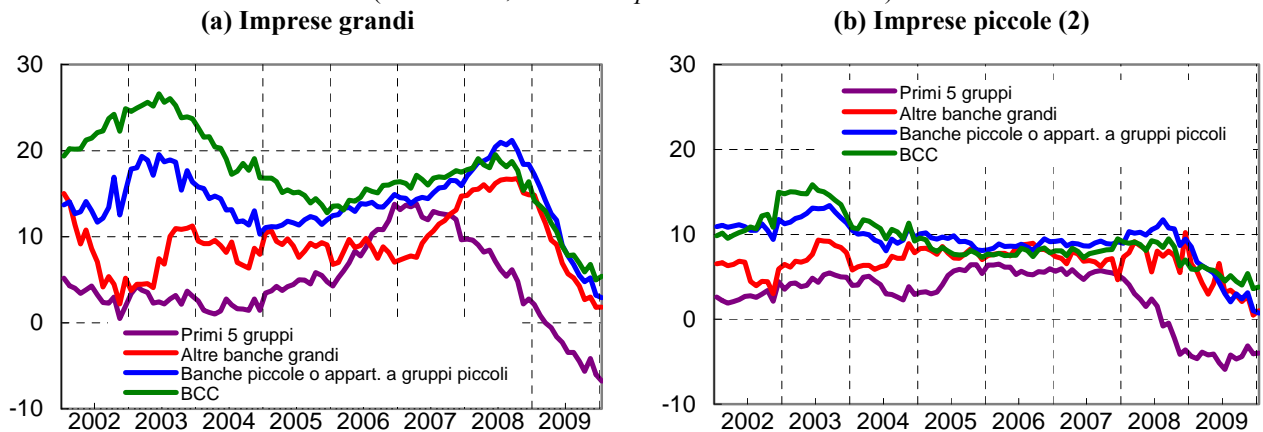 (a) Imprese grandi
30
20
10
0
-10
Primi 5 gruppi
Altre banche grandi
Banche piccole o appart. a gruppi piccoli
BCC
2002 2003 2004 2005 2006 2007 2008 2009
(b) Imprese piccole (2)
30
20
10
0
-10
Primi 5 gruppi
Altre banche grandi
Banche piccole o appart. a gruppi piccoli
BCC
2002 2003 2004 2005 2006 2007 2008 2009